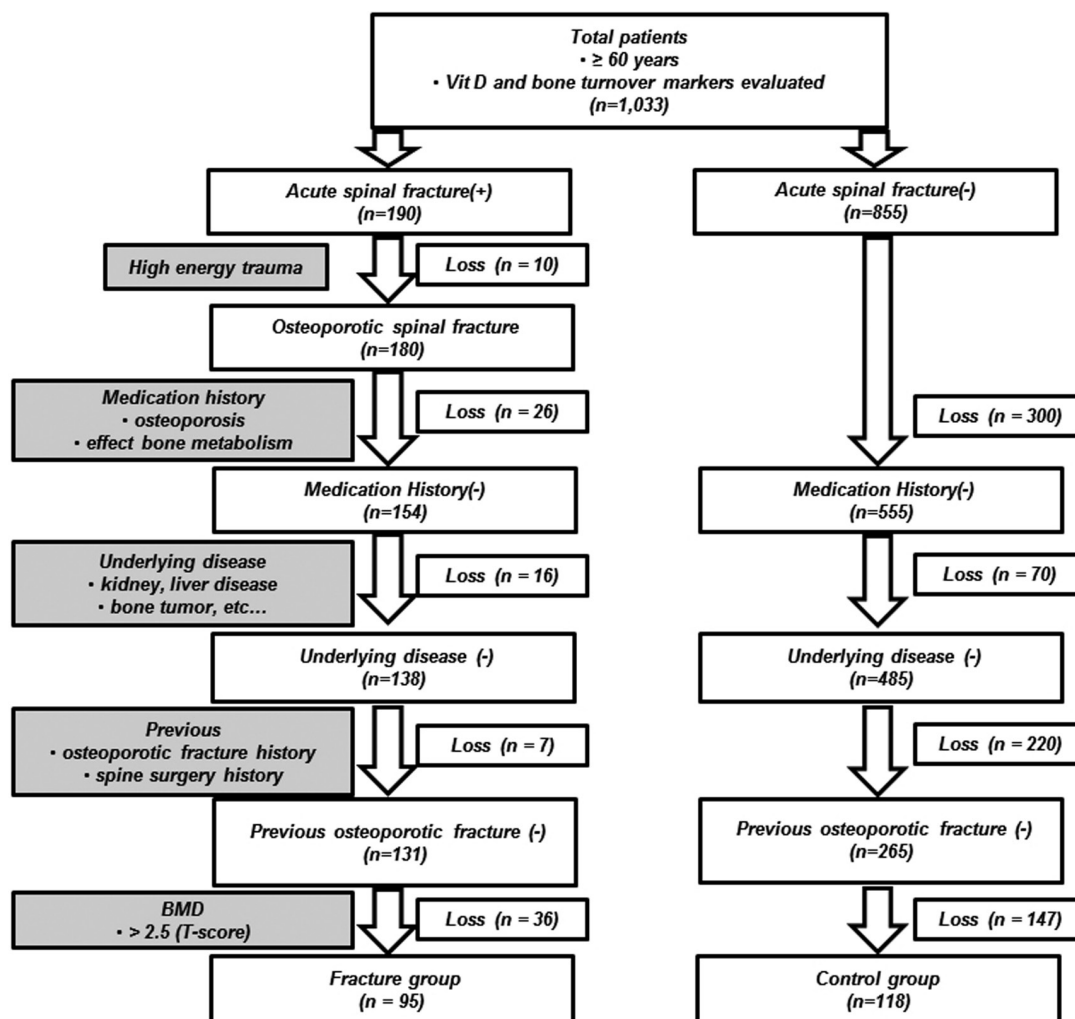 Total patients
• ≥ 60 years
• Vit D and bone turnover markers evaluated
(n=1,033)
Acute spinal fracture(+)
(n=190)
Acute spinal fracture(-)
(n=855)
High energy trauma
Loss (n = 10)
Osteoporotic spinal fracture
(n=180)
Medication history
• osteoporosis
• effect bone metabolism
Loss (n = 26)
Loss (n = 300)
Medication History(-)
(n=154)
Medication History(-)
(n=555)
Underlying disease
• kidney, liver disease
• bone tumor, etc…
Loss (n = 16)
Loss (n = 70)
Underlying disease (-)
(n=138)
Underlying disease (-)
(n=485)
Previous
• osteoporotic fracture history
• spine surgery history
Loss (n = 7)
Loss (n = 220)
Previous osteoporotic fracture (-)
(n=131)
Previous osteoporotic fracture (-)
(n=265)
BMD
• > 2.5 (T-score)
Loss (n = 36)
Loss (n = 147)
Fracture group
(n = 95)
Control group
(n=118)